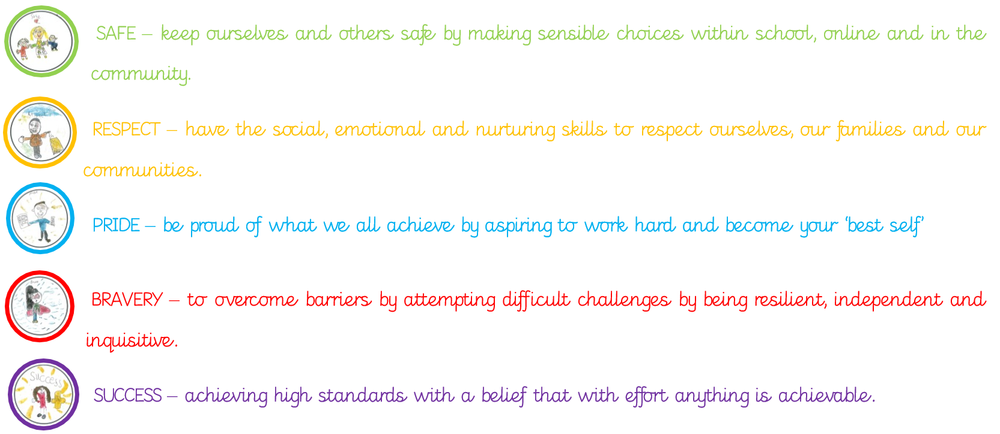 SAFE – keep ourselves and others safe by making sensible choices within school, online and in the
community.
RESPECT – have the social, emotional and nurturing skills to respect ourselves, our families and our
communities.
PRIDE – be proud of what we all achieve by aspiring to work hard and become your ‘best self’
BRAVERY – to overcome barriers by attempting difficult challenges by being resilient, independent and
inquisitive.
Success
SUCCESS – achieving high standards with a belief that with effort anything is achievable.